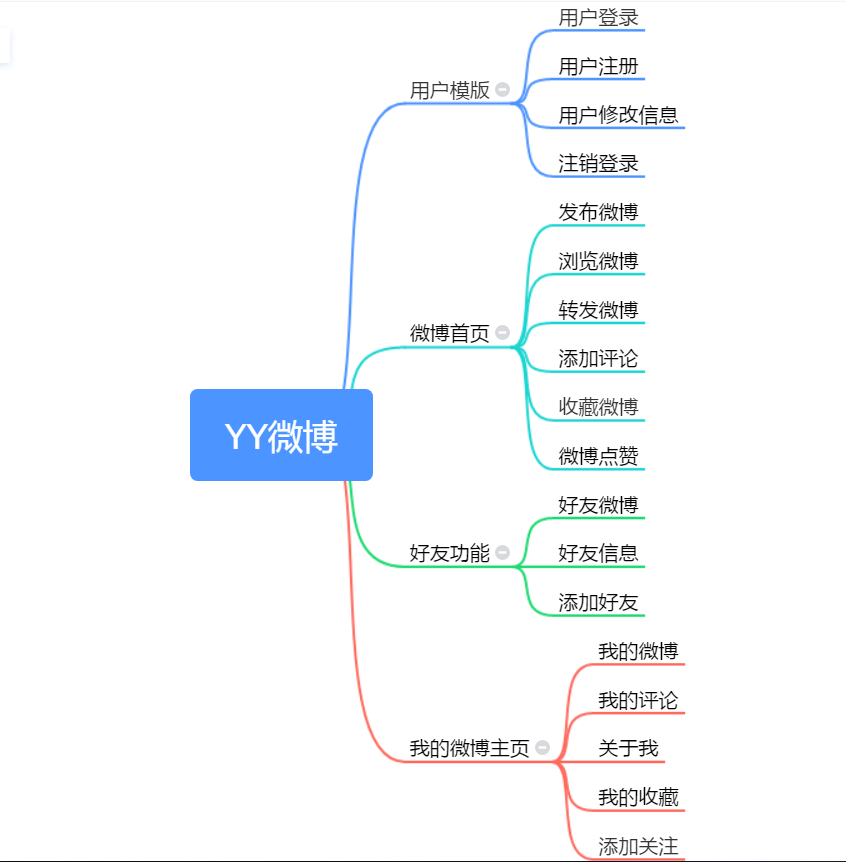 YY微博
用户模版
用户登录
用户注册
用户修改信息
注销登录
微博首页
发布微博
浏览微博
转发微博
添加评论
收藏微博
微博点赞
好友功能
好友微博
好友信息
添加好友
我的微博主页
我的微博
我的评论
关于我
我的收藏
添加关注